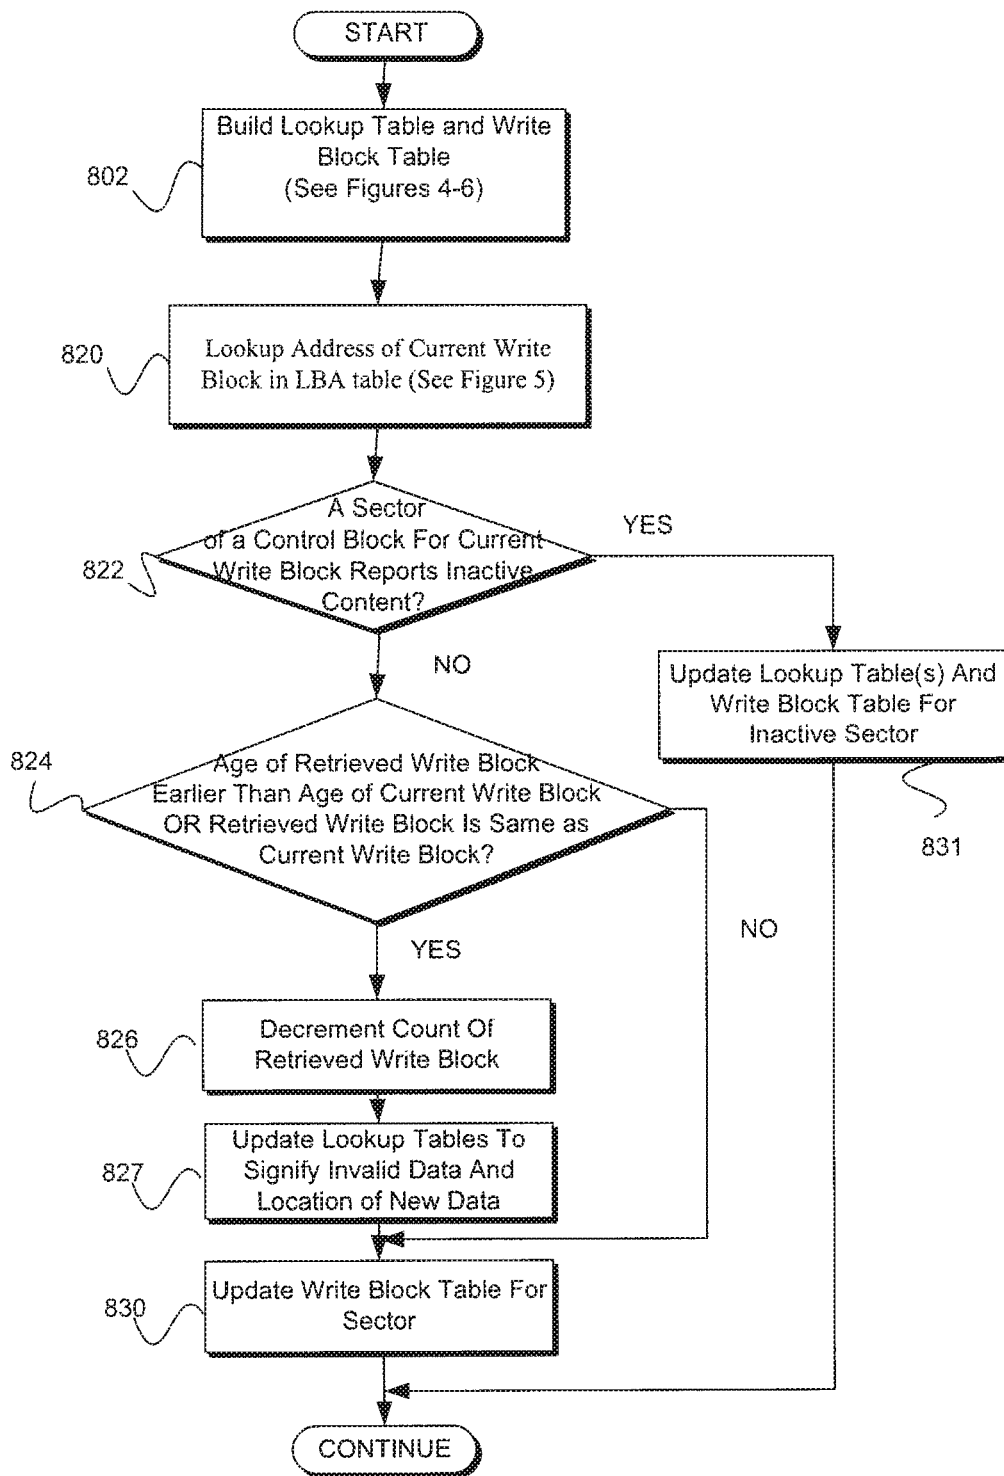 START
Build Lookup Table and Write
Block Table
(See Figures 4-6)
802
Lookup Address of Current Write
Block in LBA table (See Figure 5)
820
A Sector
of a Control Block For Current
Write Block Reports Inactive
Content?
822
YES
NO
Update Lookup Table(s) And
Write Block Table For
Inactive Sector
831
824
Age of Retrieved Write Block
Earlier Than Age of Current Write Block
OR Retrieved Write Block Is Same as
Current Write Block?
NO
YES
Decrement Count Of
Retrieved Write Block
826
Update Lookup Tables To
Signify Invalid Data And
Location of New Data
827
Update Write Block Table For
Sector
830
CONTINUE